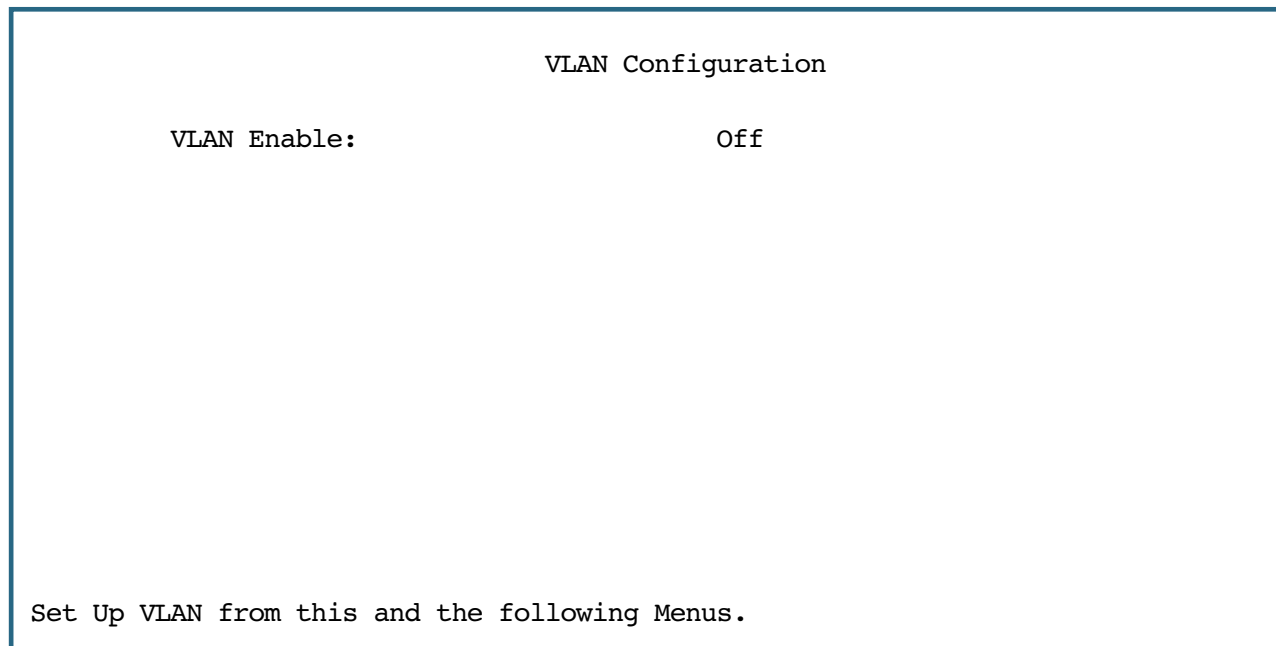 VLAN Configuration
VLAN Enable: Off
Set Up VLAN from this and the following Menus.